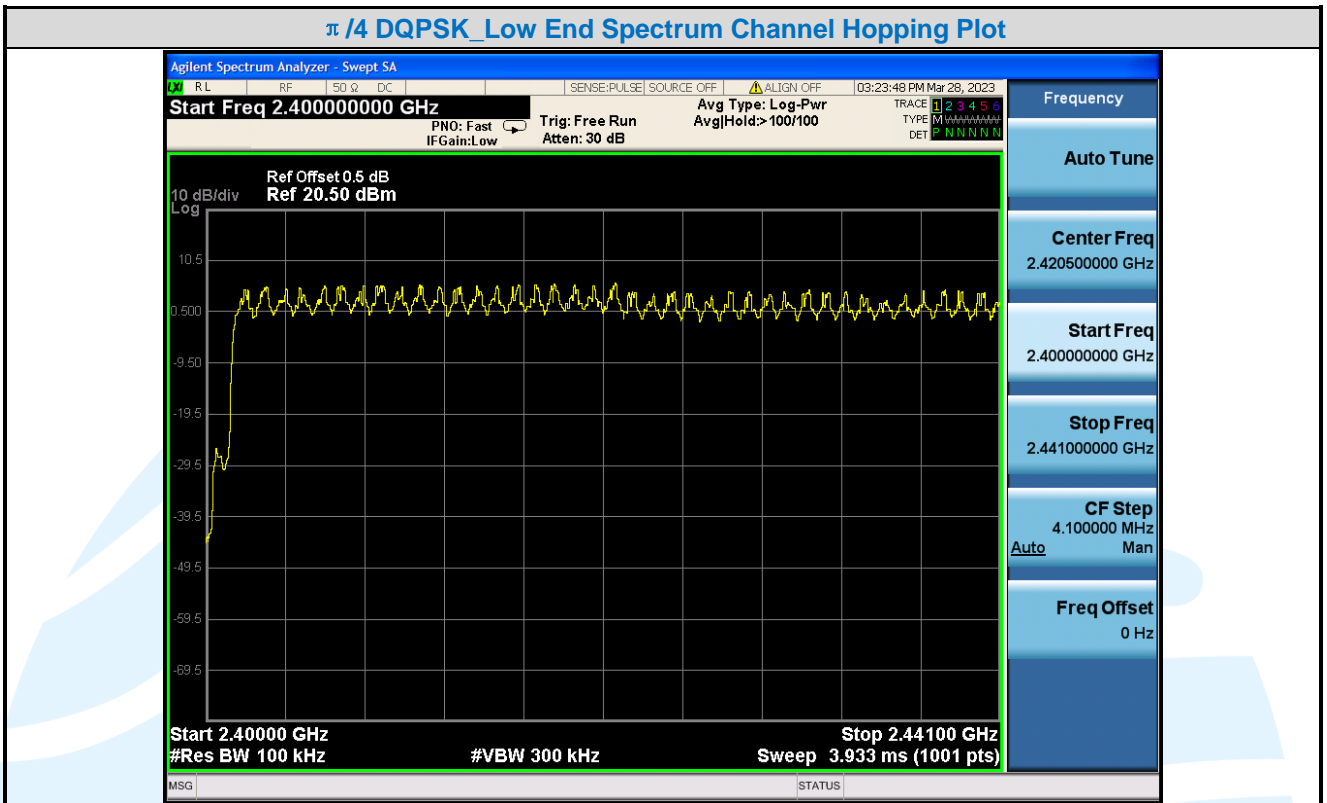 π /4 DQPSK_Low End Spectrum Channel Hopping Plot
Agilent Spectrum Analyzer - Swept SA
LXI RL RF 50 Ω DC SENSE:PULSE SOURCE OFF ALIGN OFF 03:23:48 PM Mar 28, 2023
Start Freq 2.400000000 GHz
PNO: Fast
IFGain:Low
Trig: Free Run
Atten: 30 dB
Avg Type: Log-Pwr
Avg|Hold:>100/100
TRACE 1 2 3 4 5 6
TYPE M
DET P N N N N N
Ref Offset 0.5 dB
10 dB/div Ref 20.50 dBm
Log
10.5
0.500
-9.50
-19.5
-29.5
-39.5
-49.5
-59.5
-69.5
Start 2.40000 GHz Stop 2.44100 GHz
#Res BW 100 kHz #VBW 300 kHz Sweep 3.933 ms (1001 pts)
MSG STATUS
Frequency
Auto Tune
Center Freq
2.420500000 GHz
Start Freq
2.400000000 GHz
Stop Freq
2.441000000 GHz
CF Step
4.100000 MHz
Auto Man
Freq Offset
0 Hz